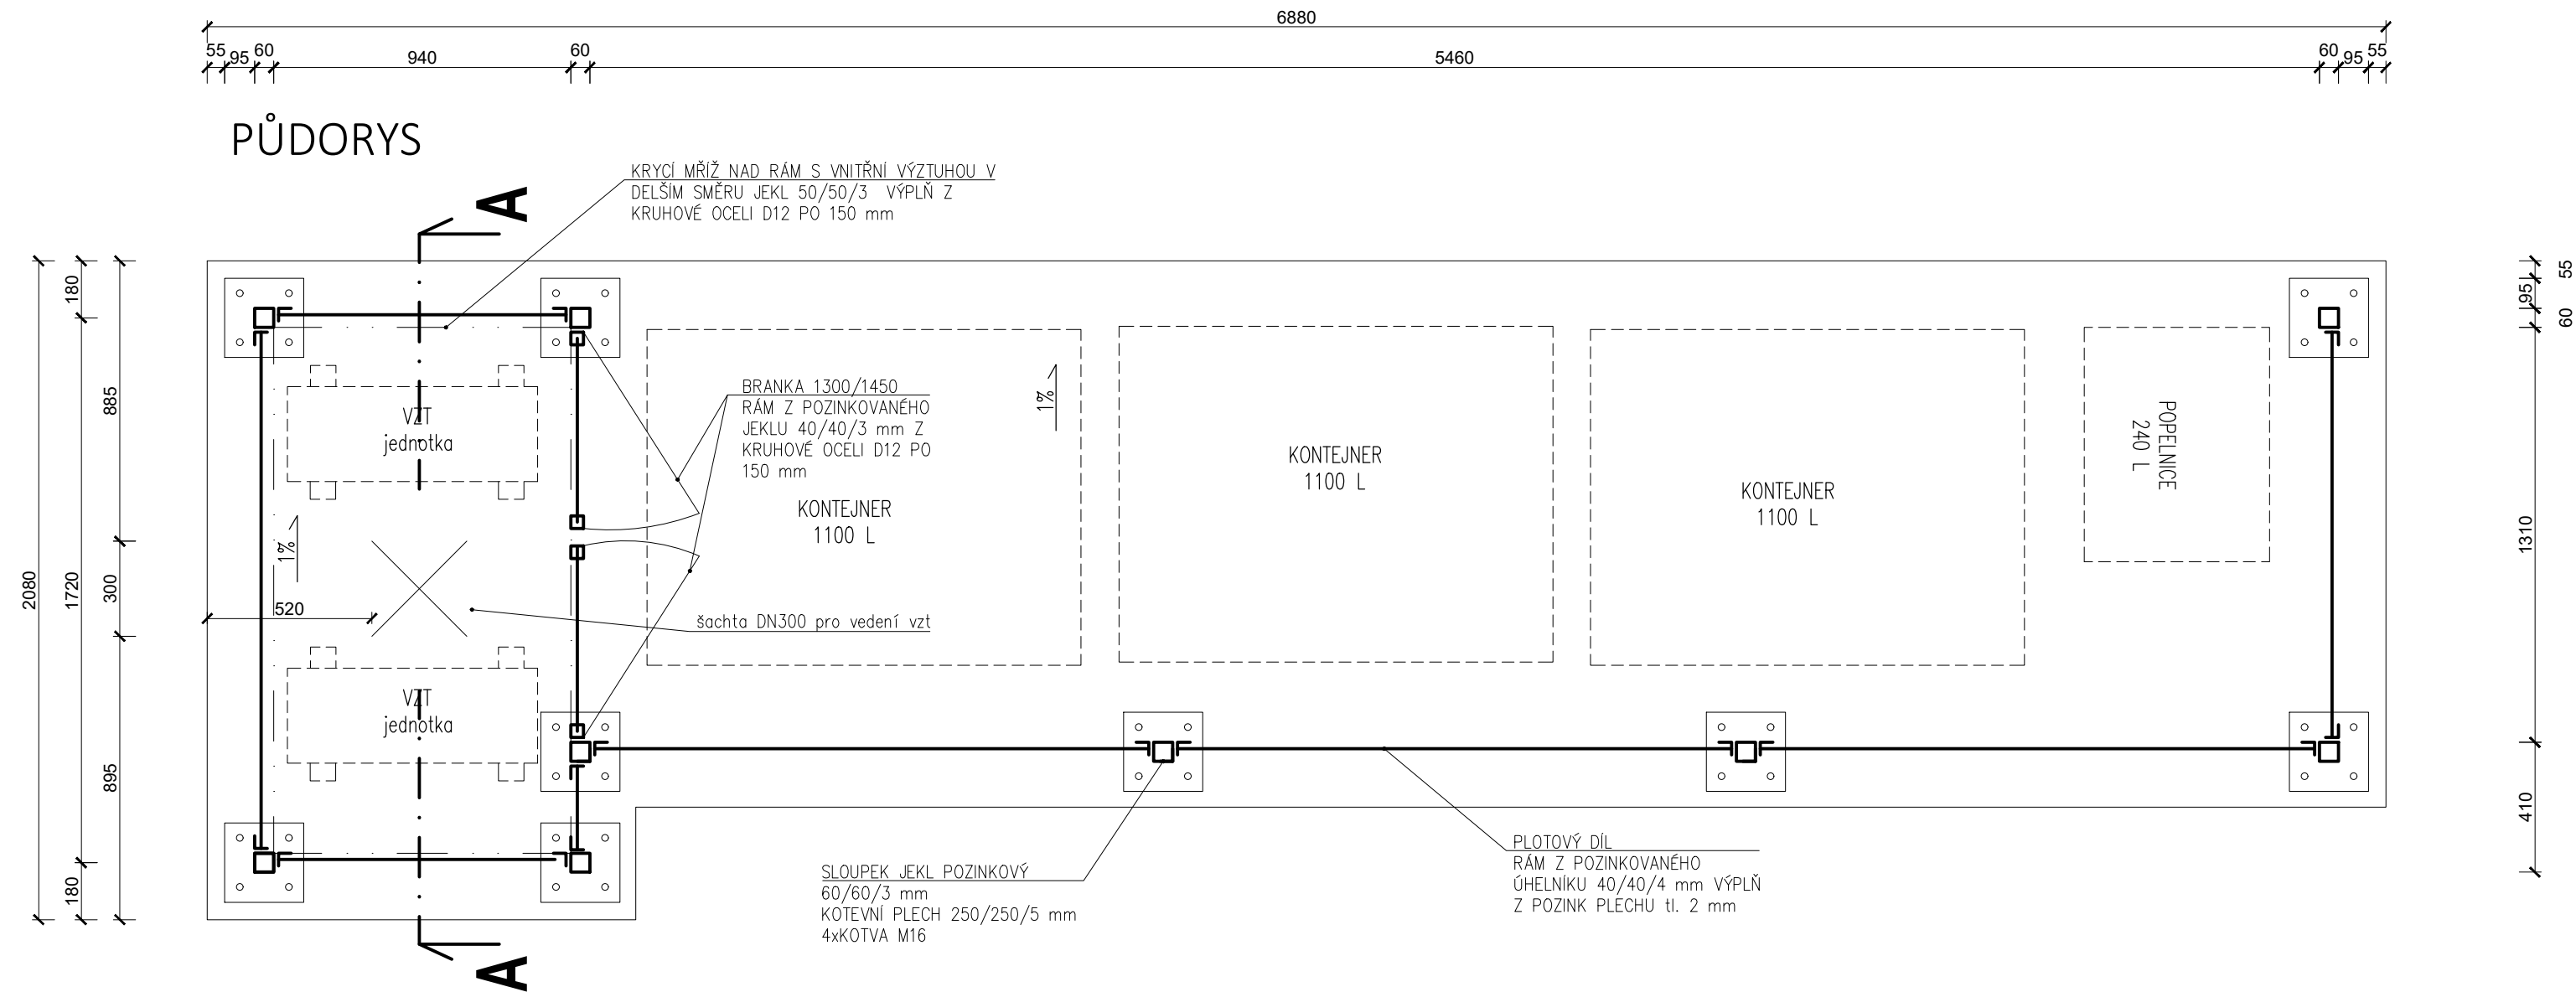 6880
55 95 60 940 60 5460 60 95 55
PŮDORYS
KRYCÍ MŘÍŽ NAD RÁM S VNITŘNÍ VÝZTUHOU V
DELŠÍM SMĚRU JEKL 50/50/3 VÝPLŇ Z
KRUHOVÉ OCELI D12 PO 150 mm
A
2080
180
1720
180
885
300
895
520
1%
VZT
jednotka
VZT
jednotka
BRANKA 1300/1450
RÁM Z POZINKOVANÉHO
JEKLU 40/40/3 mm Z
KRUHOVÉ OCELI D12 PO
150 mm
šachta DN300 pro vedení vzt
1%
KONTEJNER
1100 L
KONTEJNER
1100 L
KONTEJNER
1100 L
POPELNICE
240 L
55
95
60
1310
410
SLOUPEK JEKL POZINKOVÝ
60/60/3 mm
KOTEVNÍ PLECH 250/250/5 mm
4xKOTVA M16
PLOTOVÝ DÍL
RÁM Z POZINKOVANÉHO
ÚHELNÍKU 40/40/4 mm VÝPLŇ
Z POZINK PLECHU tl. 2 mm
A